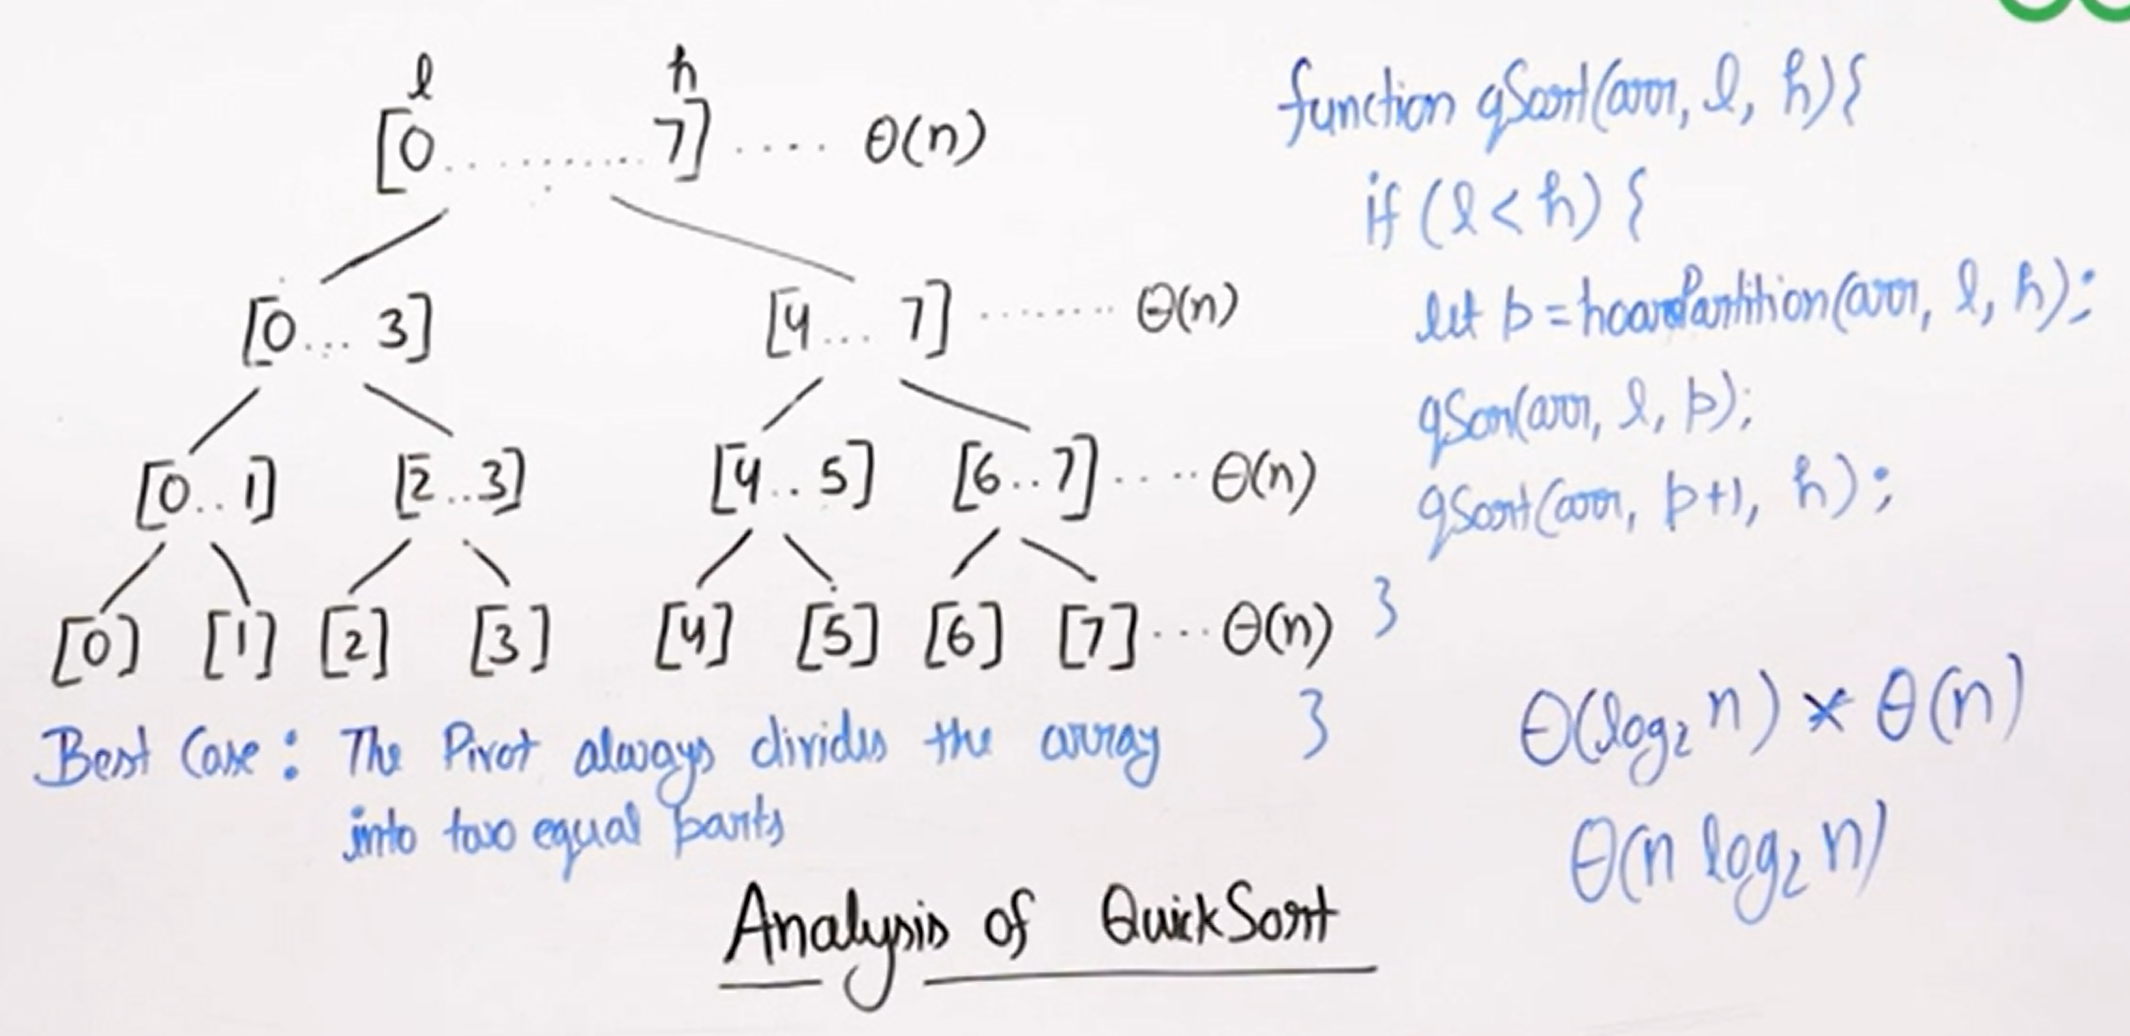 l h
[0..........7] .... θ(n)
[0... 3] [4... 7] ........ θ(n)
[0.. 1] [2..3] [4.. 5] [6..7] ..... θ(n)
[0] [1] [2] [3] [4] [5] [6] [7] ... θ(n)
Best Case: The Pivot always divides the array
into two equal parts
function qSort(arr, l, h){
if (l < h) {
let p = hoarePartition(arr, l, h);
qSort(arr, l, p);
qSort(arr, p+1, h);
}
}
θ(log₂ n) * θ(n)
θ(n log₂ n)
Analysis of QuickSort